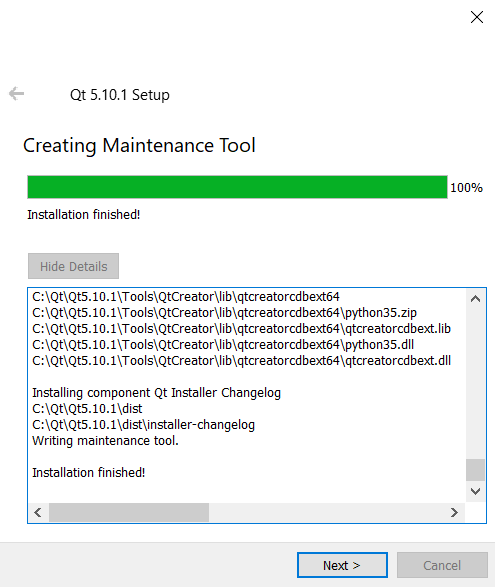 Qt 5.10.1 Setup
Creating Maintenance Tool
100%
Installation finished!
Hide Details
C:\Qt\Qt5.10.1\Tools\QtCreator\lib\qtcreatorcdbext64
C:\Qt\Qt5.10.1\Tools\QtCreator\lib\qtcreatorcdbext64\python35.zip
C:\Qt\Qt5.10.1\Tools\QtCreator\lib\qtcreatorcdbext64\qtcreatorcdbext.lib
C:\Qt\Qt5.10.1\Tools\QtCreator\lib\qtcreatorcdbext64\python35.dll
C:\Qt\Qt5.10.1\Tools\QtCreator\lib\qtcreatorcdbext64\qtcreatorcdbext.dll
Installing component Qt Installer Changelog
C:\Qt\Qt5.10.1\dist
C:\Qt\Qt5.10.1\dist\installer-changelog
Writing maintenance tool.
Installation finished!
Next >
Cancel